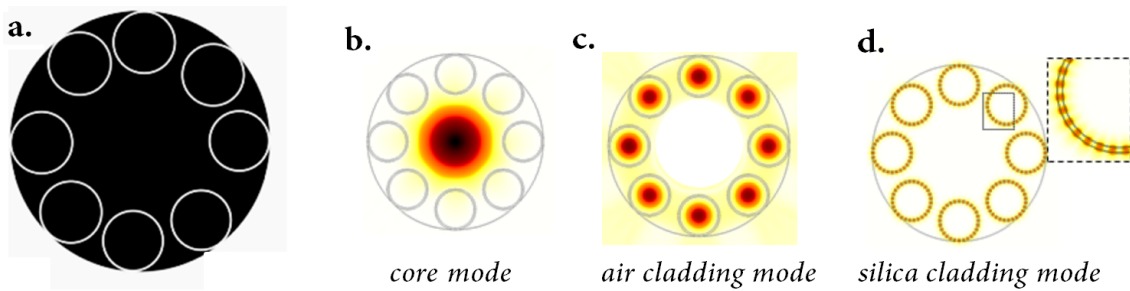 a.
b.
c.
d.
core mode
air cladding mode
silica cladding mode